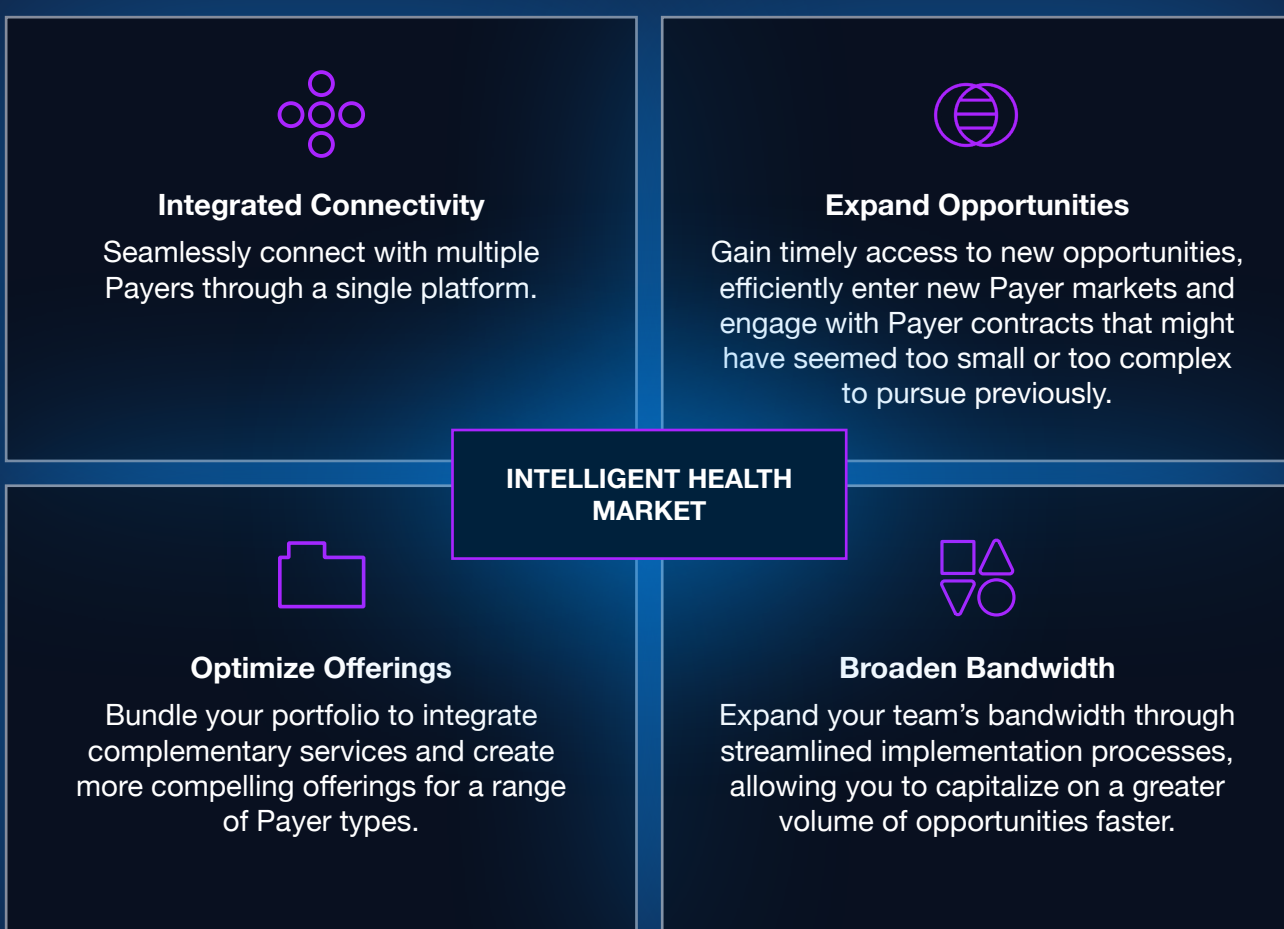 Integrated Connectivity
Seamlessly connect with multiple
Payers through a single platform.
Expand Opportunities
Gain timely access to new opportunities,
efficiently enter new Payer markets and
engage with Payer contracts that might
have seemed too small or too complex
to pursue previously.
INTELLIGENT HEALTH
MARKET
Optimize Offerings
Bundle your portfolio to integrate
complementary services and create
more compelling offerings for a range
of Payer types.
Broaden Bandwidth
Expand your team’s bandwidth through
streamlined implementation processes,
allowing you to capitalize on a greater
volume of opportunities faster.